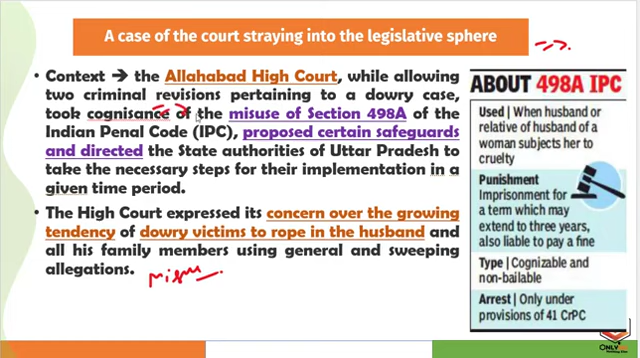 A case of the court straying into the legislative sphere
• Context → the Allahabad High Court, while allowing
two criminal revisions pertaining to a dowry case,
took cognisance of the misuse of Section 498A of the
Indian Penal Code (IPC), proposed certain safeguards
and directed the State authorities of Uttar Pradesh to
take the necessary steps for their implementation in a
given time period.
• The High Court expressed its concern over the growing
tendency of dowry victims to rope in the husband and
all his family members using general and sweeping
allegations.
ABOUT 498A IPC
Used | When husband or
relative of husband of a
woman subjects her to
cruelty
Punishment
Imprisonment for
a term which may
extend to three years,
also liable to pay a fine
Type | Cognizable and
non-bailable
Arrest | Only under
provisions of 41 CrPC